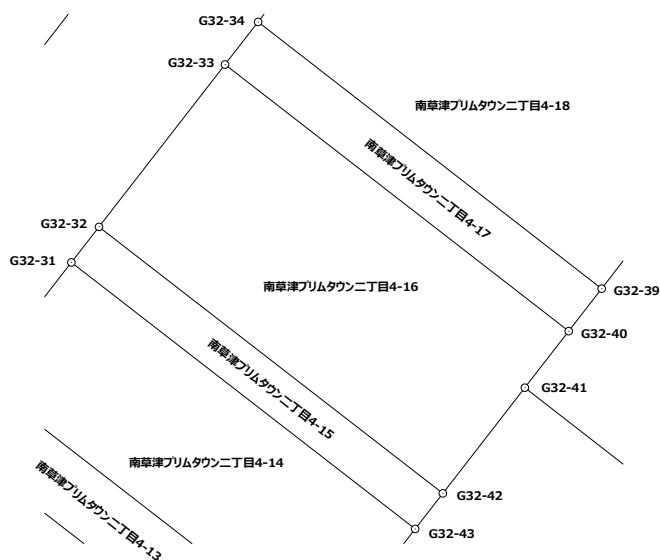 G32-34
G32-33
南草津プリムタウン二丁目4-18
南草津プリムタウン二丁目4-17
G32-32
G32-31
南草津プリムタウン二丁目4-16
G32-39
G32-40
G32-41
南草津プリムタウン二丁目4-15
南草津プリムタウン二丁目4-14
G32-42
南草津プリムタウン二丁目4-13
G32-43